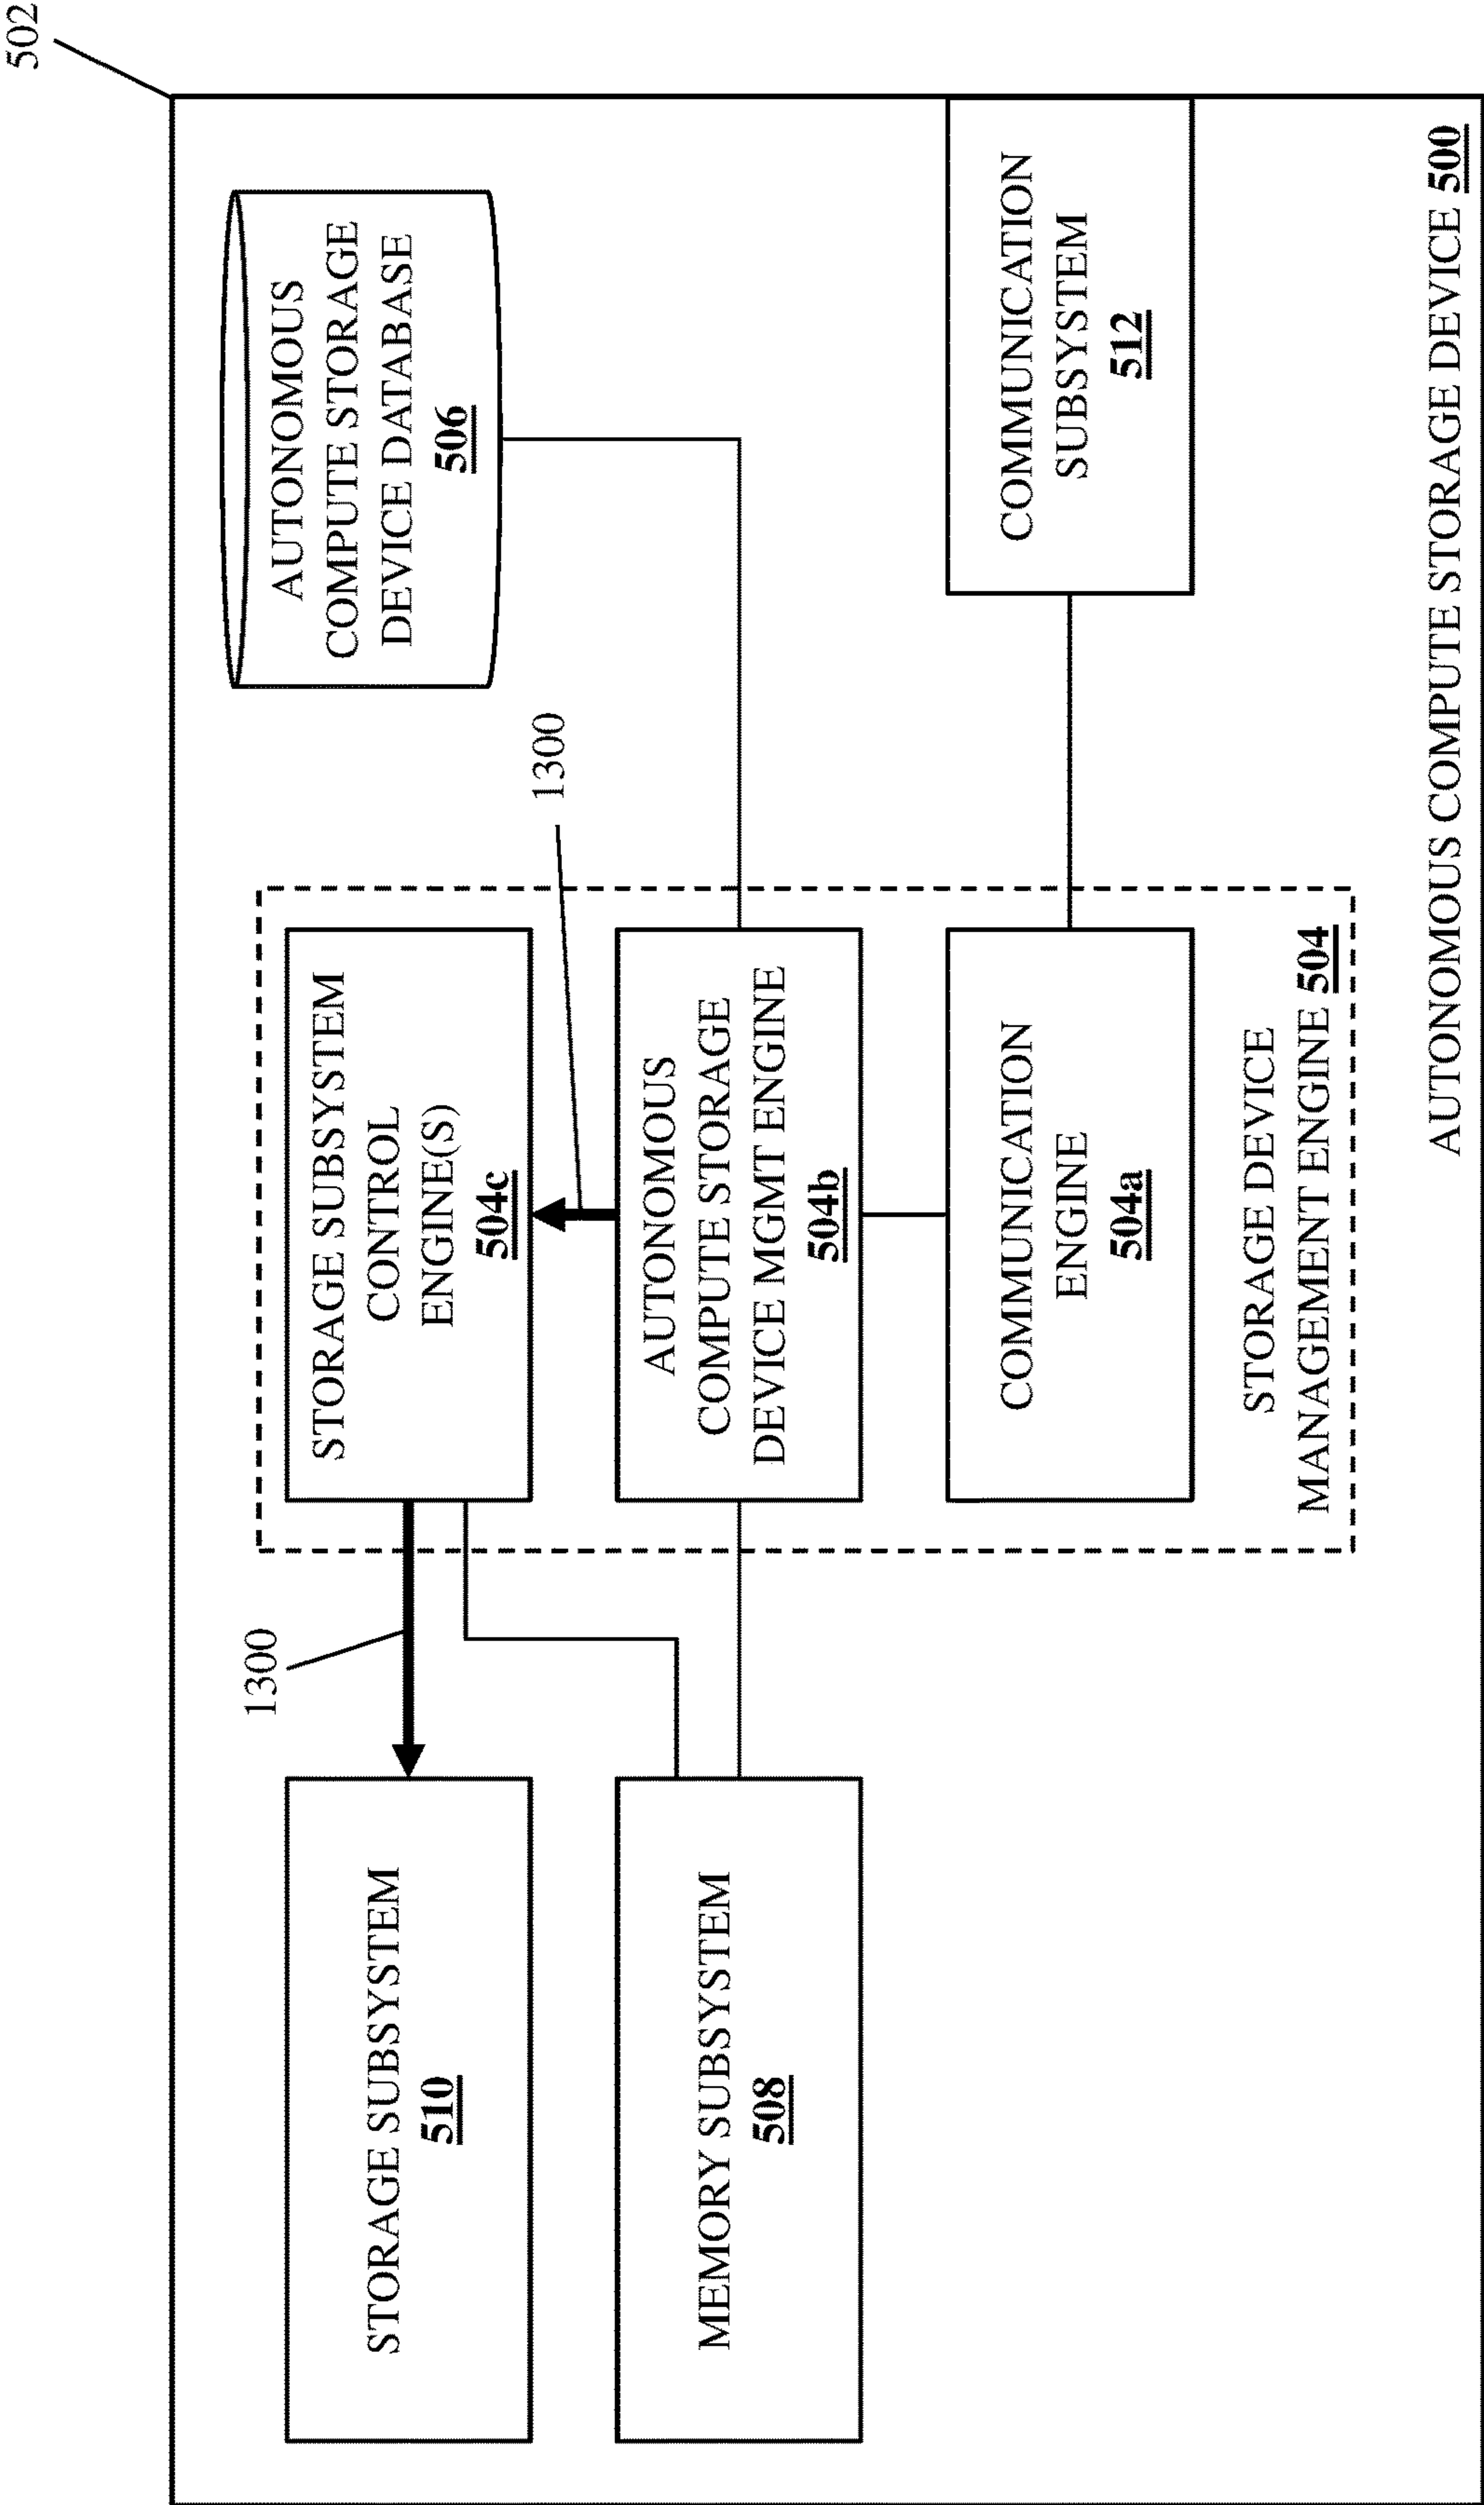 502
AUTONOMOUS
COMPUTE STORAGE
DEVICE DATABASE
506
1300
1300
STORAGE SUBSYSTEM
510
STORAGE SUBSYSTEM
CONTROL
ENGINE(S)
504c
MEMORY SUBSYSTEM
508
AUTONOMOUS
COMPUTE STORAGE
DEVICE MGMT ENGINE
504b
COMMUNICATION
ENGINE
504a
COMMUNICATION
SUBSYSTEM
512
STORAGE DEVICE
MANAGEMENT ENGINE 504
AUTONOMOUS COMPUTE STORAGE DEVICE 500